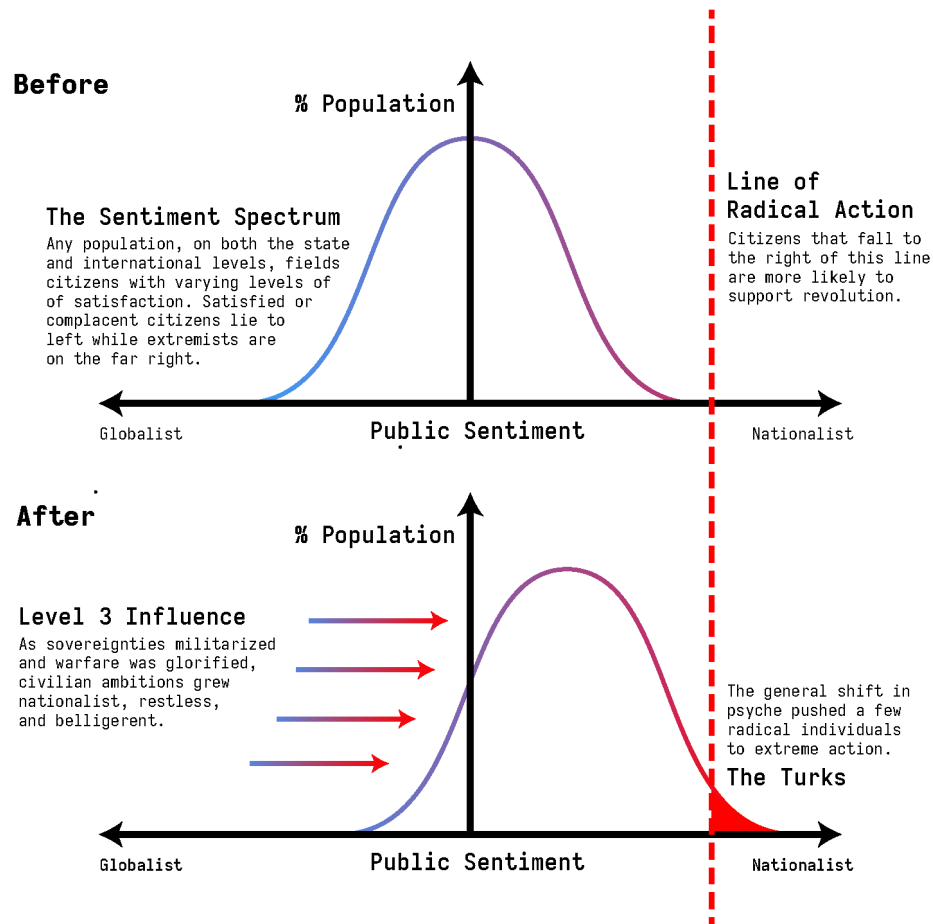 Before
% Population
The Sentiment Spectrum
Any population, on both the state
and international levels, fields
citizens with varying levels of
of satisfaction. Satisfied or
complacent citizens lie to
left while extremists are
on the far right.
Line of
Radical Action
Citizens that fall to
the right of this line
are more likely to
support revolution.
Globalist
Public Sentiment
Nationalist
After
% Population
Level 3 Influence
As sovereignties militarized
and warfare was glorified,
civilian ambitions grew
nationalist, restless,
and belligerent.
The general shift in
psyche pushed a few
radical individuals
to extreme action.
The Turks
Globalist
Public Sentiment
Nationalist